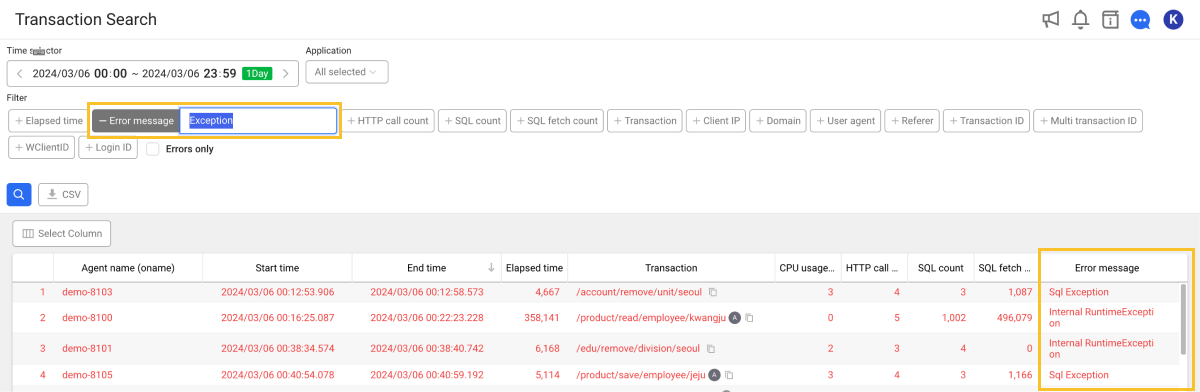 Transaction Search
K
Time s ctor
Application
2024/03/06 00:00 ~ 2024/03/06 23:59 1Day
All selected
Filter
+ Elapsed time
− Error message
Exception
+ HTTP call count
+ SQL count
+ SQL fetch count
+ Transaction
+ Client IP
+ Domain
+ User agent
+ Referer
+ Transaction ID
+ Multi transaction ID
+ WClientID
+ Login ID
Errors only
CSV
Select Column
Agent name (oname) Start time End time Elapsed time Transaction CPU usage... HTTP call ... SQL count SQL fetch ... Error message
1 demo-8103 2024/03/06 00:12:53.906 2024/03/06 00:12:58.573 4,667 /account/remove/unit/seoul 3 4 3 1,087 Sql Exception
2 demo-8100 2024/03/06 00:16:25.087 2024/03/06 00:22:23.228 358,141 /product/read/employee/kwangju A 0 5 1,002 496,079 Internal RuntimeExcepti
on
3 demo-8101 2024/03/06 00:38:34.574 2024/03/06 00:38:40.742 6,168 /edu/remove/division/seoul 2 3 4 0 Internal RuntimeExcepti
on
4 demo-8105 2024/03/06 00:40:54.078 2024/03/06 00:40:59.192 5,114 /product/save/employee/jeju A 3 4 3 1,166 Sql Exception